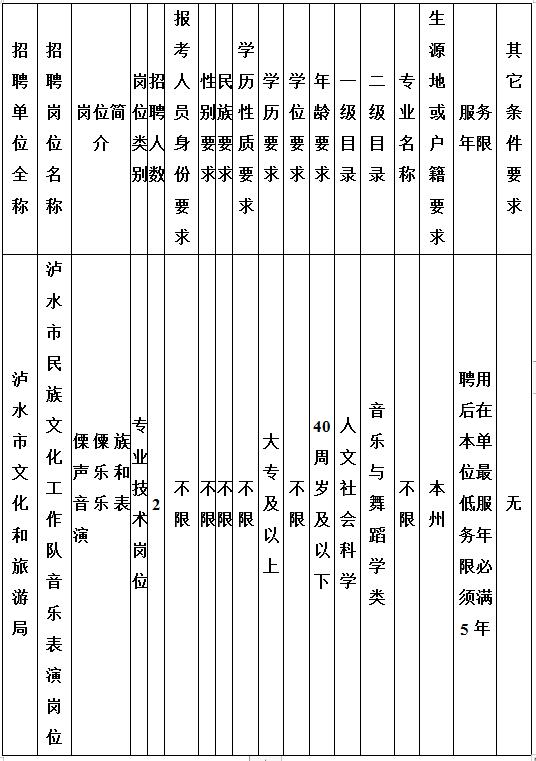 招聘单位全称
招聘岗位名称
岗位简
介
岗位类别
招聘人数
报考人员身份要求
性别要求
民族要求
学历性质要求
学历要求
学位要求
年龄要求
一级目录
二级目录
专业名称
生源地或户籍要求
服务
年限
其它条件要求
泸水市文化和旅游局
泸水市民族文化工作队音乐表演岗位
傈僳族
声乐和
音乐表
演
专业技术岗位
2
不限
不限
不限
不限
大专及以上
不限
40周岁及以下
人文社会科学
音乐与舞蹈学类
不限
本州
聘用
后在
本单
位最
低服
务年
限必
须满
5年
无